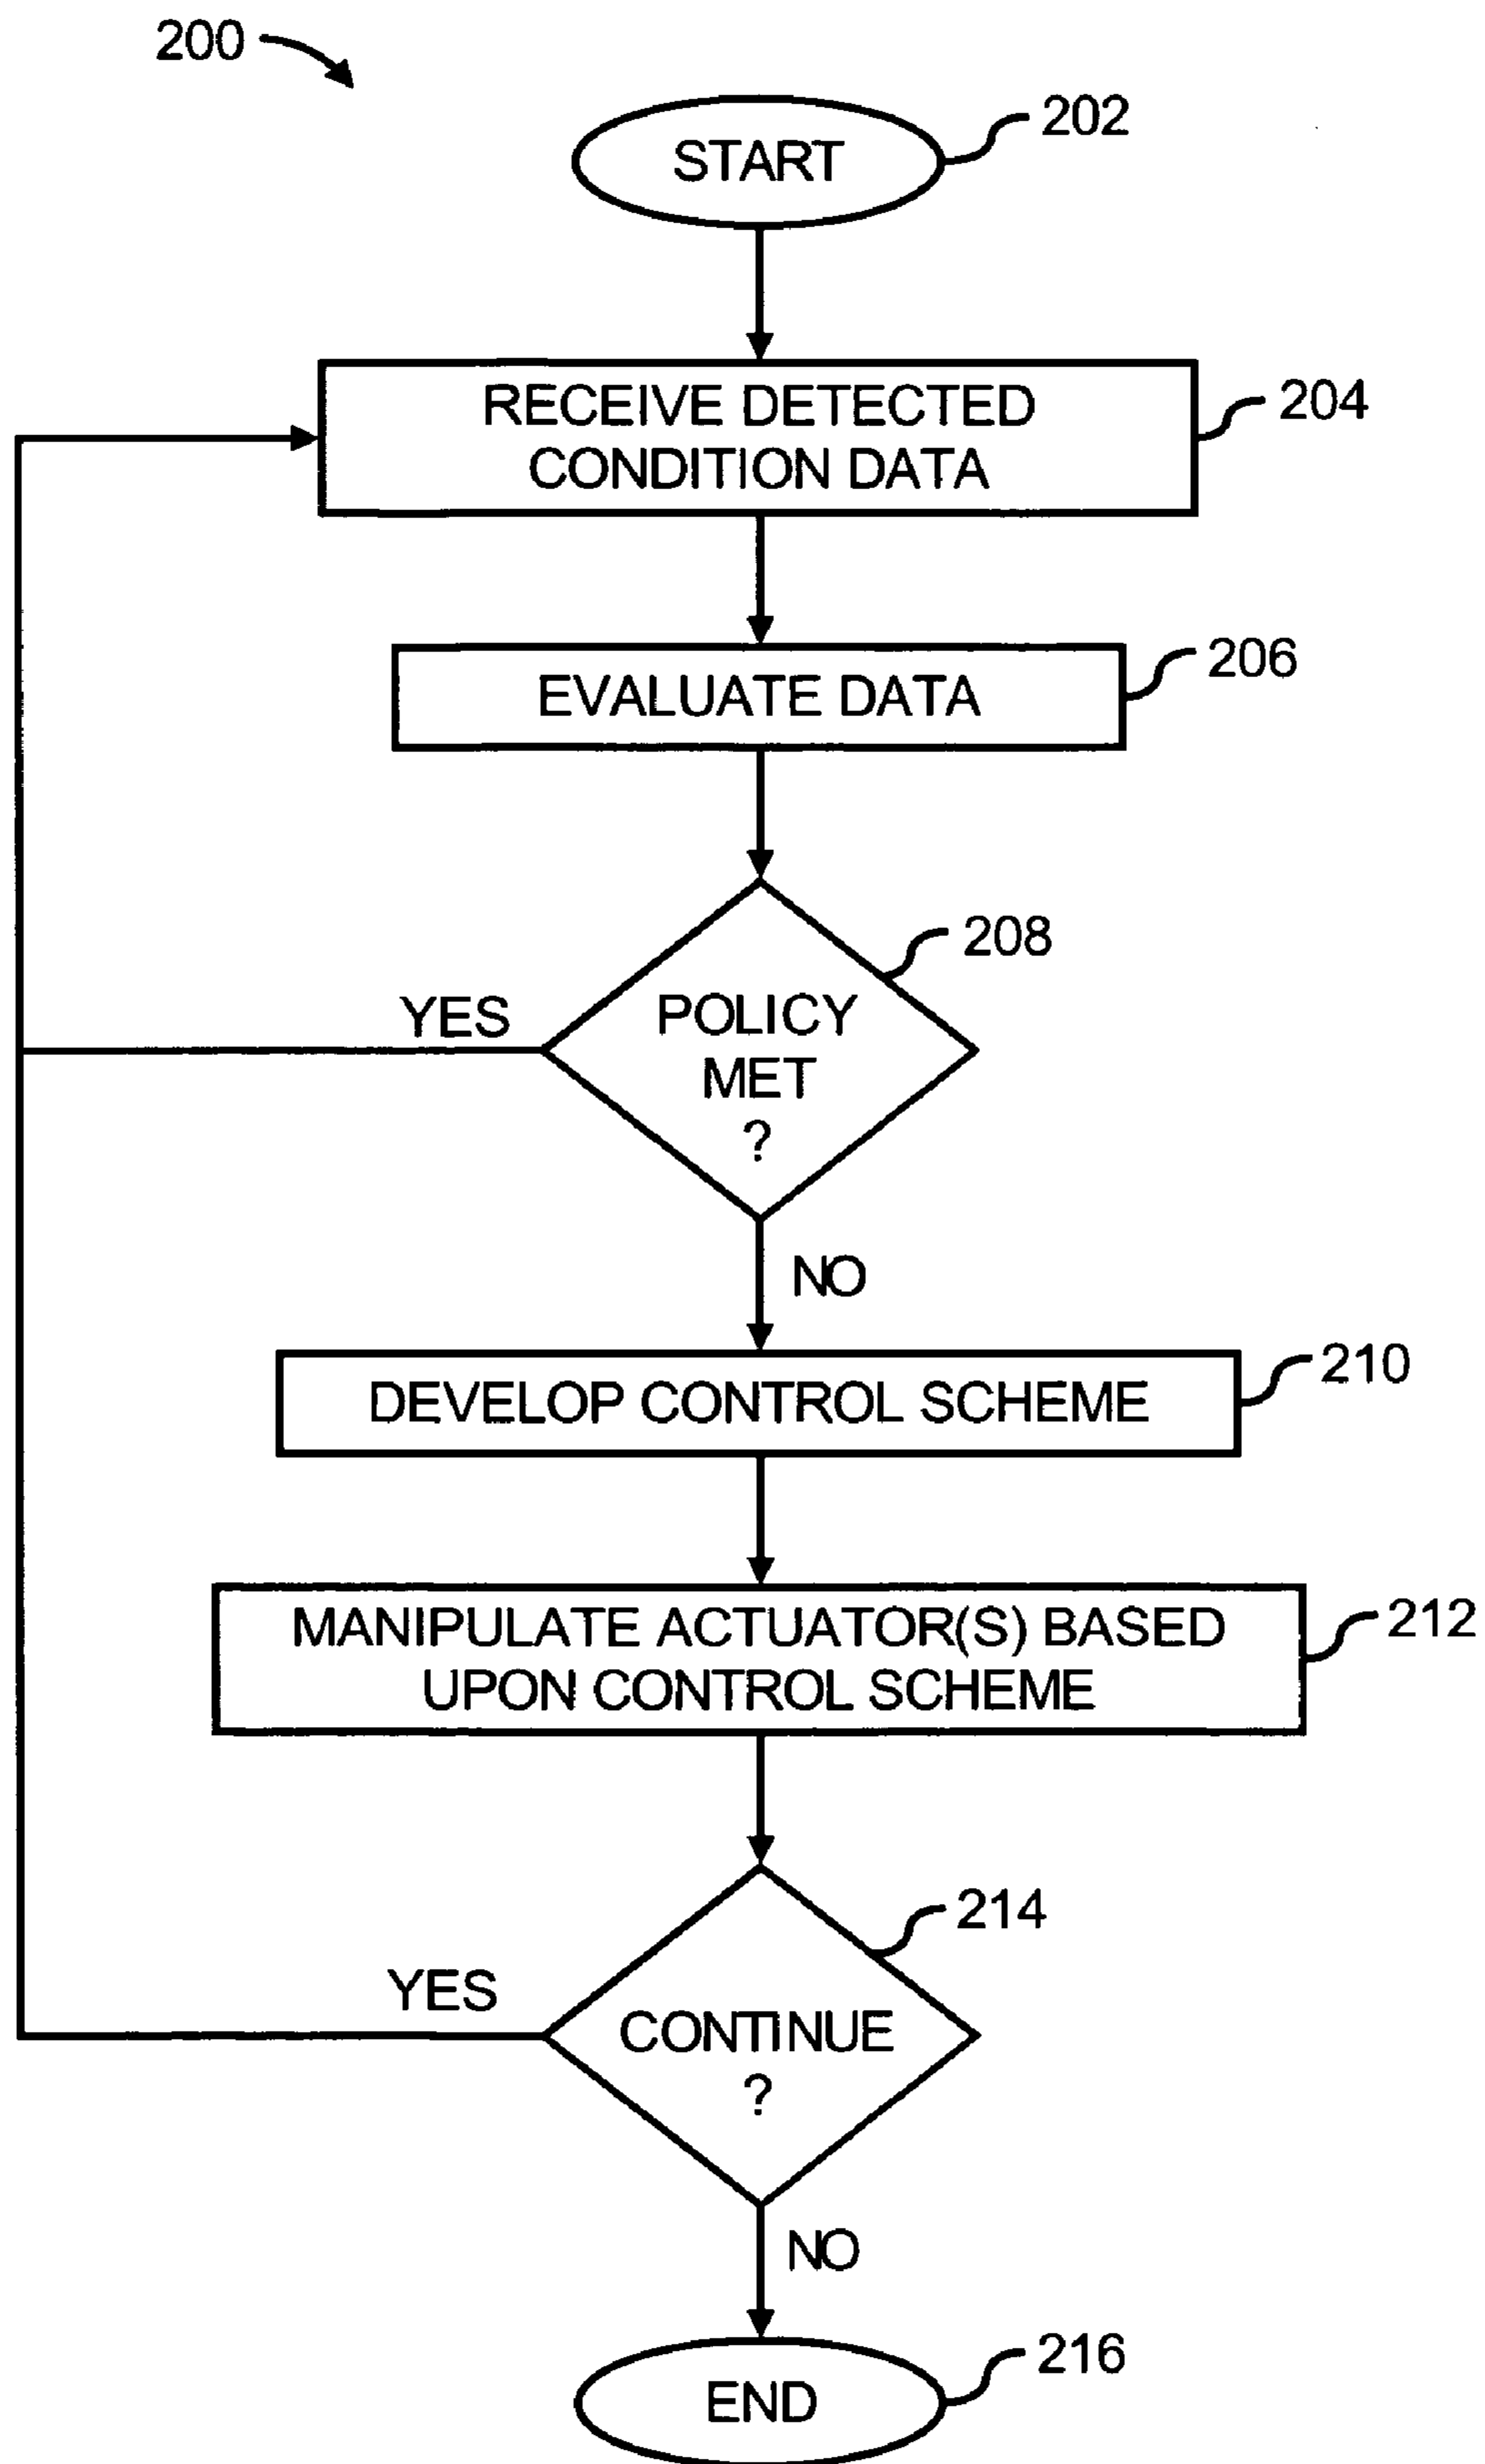 200
START
202
RECEIVE DETECTED
CONDITION DATA
204
EVALUATE DATA
206
208
POLICY
MET
?
YES
NO
DEVELOP CONTROL SCHEME
210
MANIPULATE ACTUATOR(S) BASED
UPON CONTROL SCHEME
212
214
YES
CONTINUE
?
NO
END
216